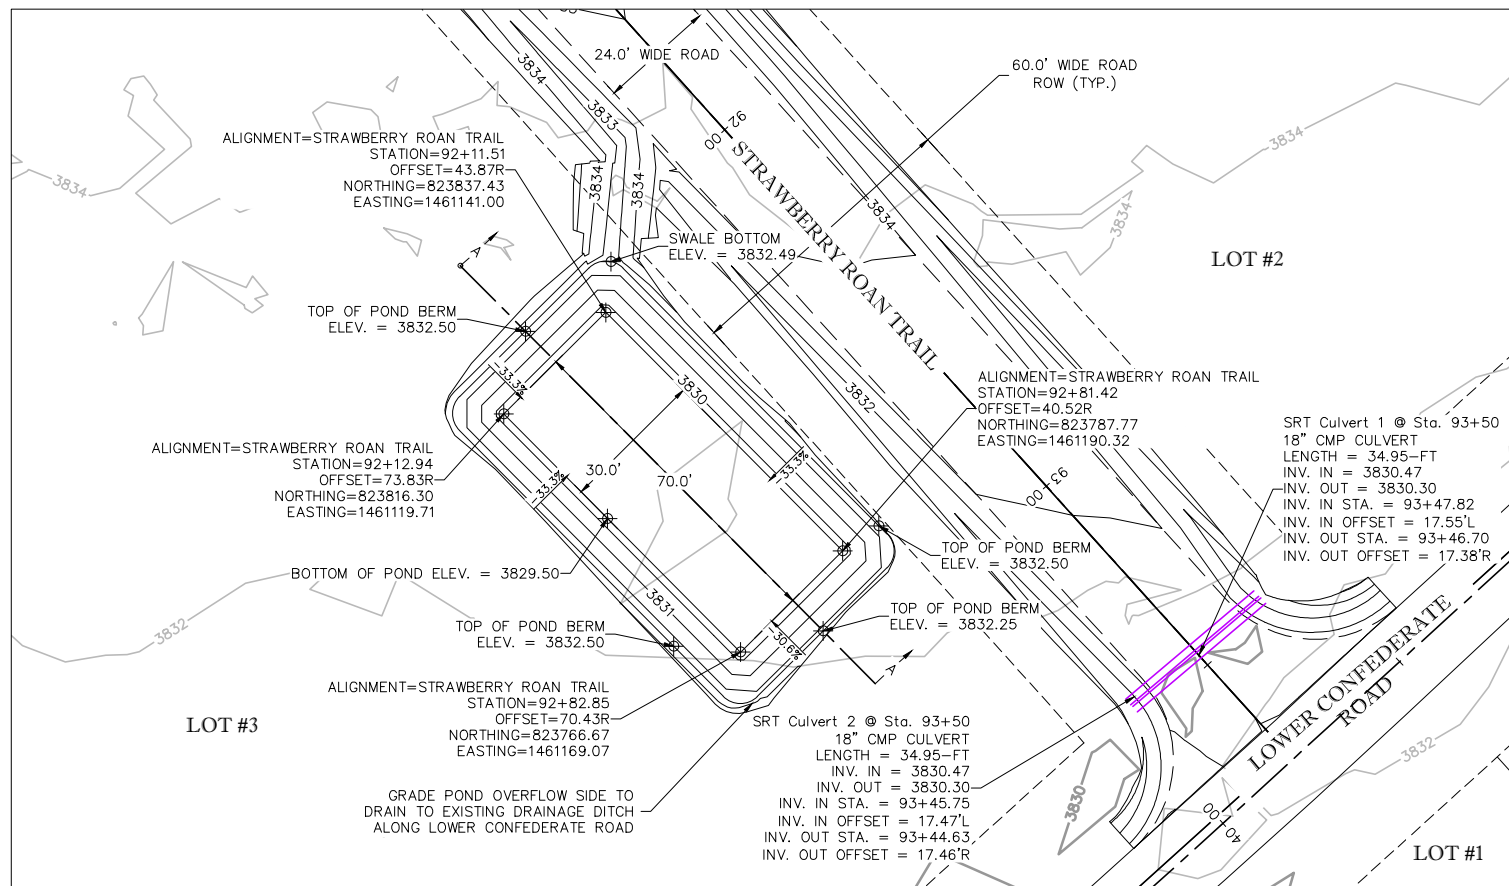 24.0' WIDE ROAD
60.0' WIDE ROAD
ROW (TYP.)
3834
3833
92
00
3834
3834
ALIGNMENT=STRAWBERRY ROAN TRAIL
STATION=92+11.51
OFFSET=43.87R
NORTHING=823837.43
EASTING=1461141.00
3834
3834
3834
3834
3834
STRAWBERRY ROAN TRAIL
A
SWALE BOTTOM
ELEV. = 3832.49
LOT #2
TOP OF POND BERM
ELEV. = 3832.50
-33.3%
3830
3832
ALIGNMENT=STRAWBERRY ROAN TRAIL
STATION=92+81.42
OFFSET=40.52R
NORTHING=823787.77
EASTING=1461190.32
SRT Culvert 1 @ Sta. 93+50
18" CMP CULVERT
LENGTH = 34.95-FT
INV. IN = 3830.47
INV. OUT = 3830.30
INV. IN STA. = 93+47.82
INV. IN OFFSET = 17.55'L
INV. OUT STA. = 93+46.70
INV. OUT OFFSET = 17.38'R
ALIGNMENT=STRAWBERRY ROAN TRAIL
STATION=92+12.94
OFFSET=73.83R
NORTHING=823816.30
EASTING=1461119.71
-33.3%
30.0'
70.0'
-33.3%
93
00
TOP OF POND BERM
ELEV. = 3832.50
BOTTOM OF POND ELEV. = 3829.50
3831
TOP OF POND BERM
ELEV. = 3832.25
3832
TOP OF POND BERM
ELEV. = 3832.50
-30.6%
A
LOWER CONFEDERATE
ROAD
ALIGNMENT=STRAWBERRY ROAN TRAIL
STATION=92+82.85
OFFSET=70.43R
NORTHING=823766.67
EASTING=1461169.07
LOT #3
SRT Culvert 2 @ Sta. 93+50
18" CMP CULVERT
LENGTH = 34.95-FT
INV. IN = 3830.47
INV. OUT = 3830.30
INV. IN STA. = 93+45.75
INV. IN OFFSET = 17.47'L
INV. OUT STA. = 93+44.63
INV. OUT OFFSET = 17.46'R
GRADE POND OVERFLOW SIDE TO
DRAIN TO EXISTING DRAINAGE DITCH
ALONG LOWER CONFEDERATE ROAD
3830
3832
40+00
LOT #1